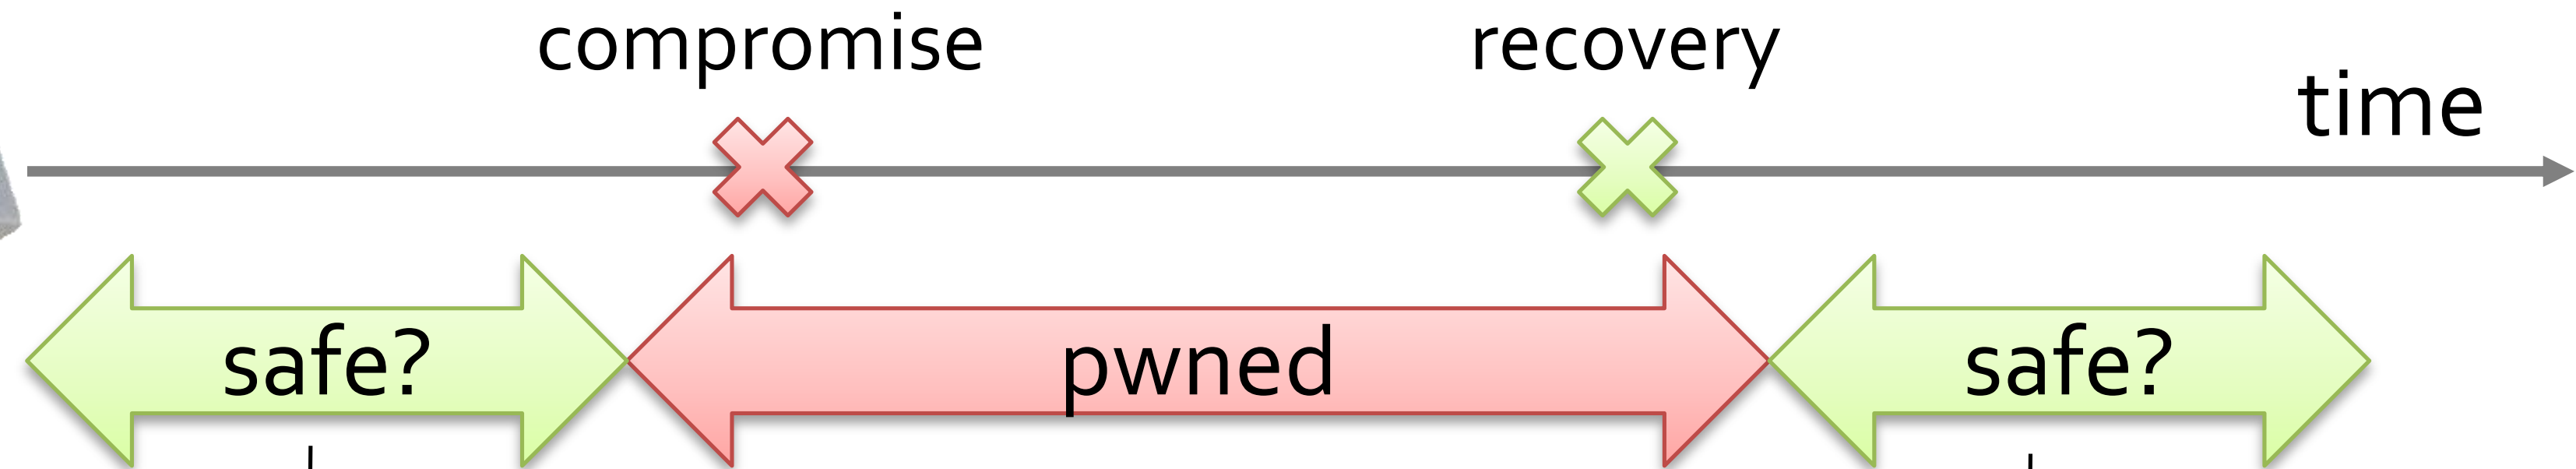 compromise
recovery
time
safe?
pwned
safe?